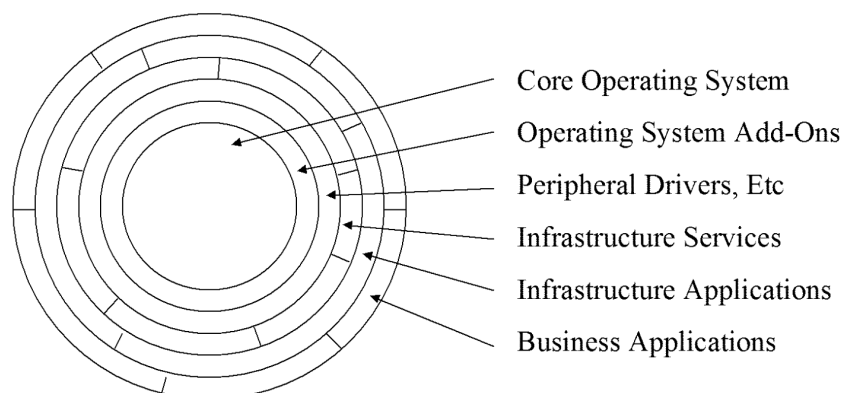 Core Operating System
Operating System Add-Ons
Peripheral Drivers, Etc
Infrastructure Services
Infrastructure Applications
Business Applications